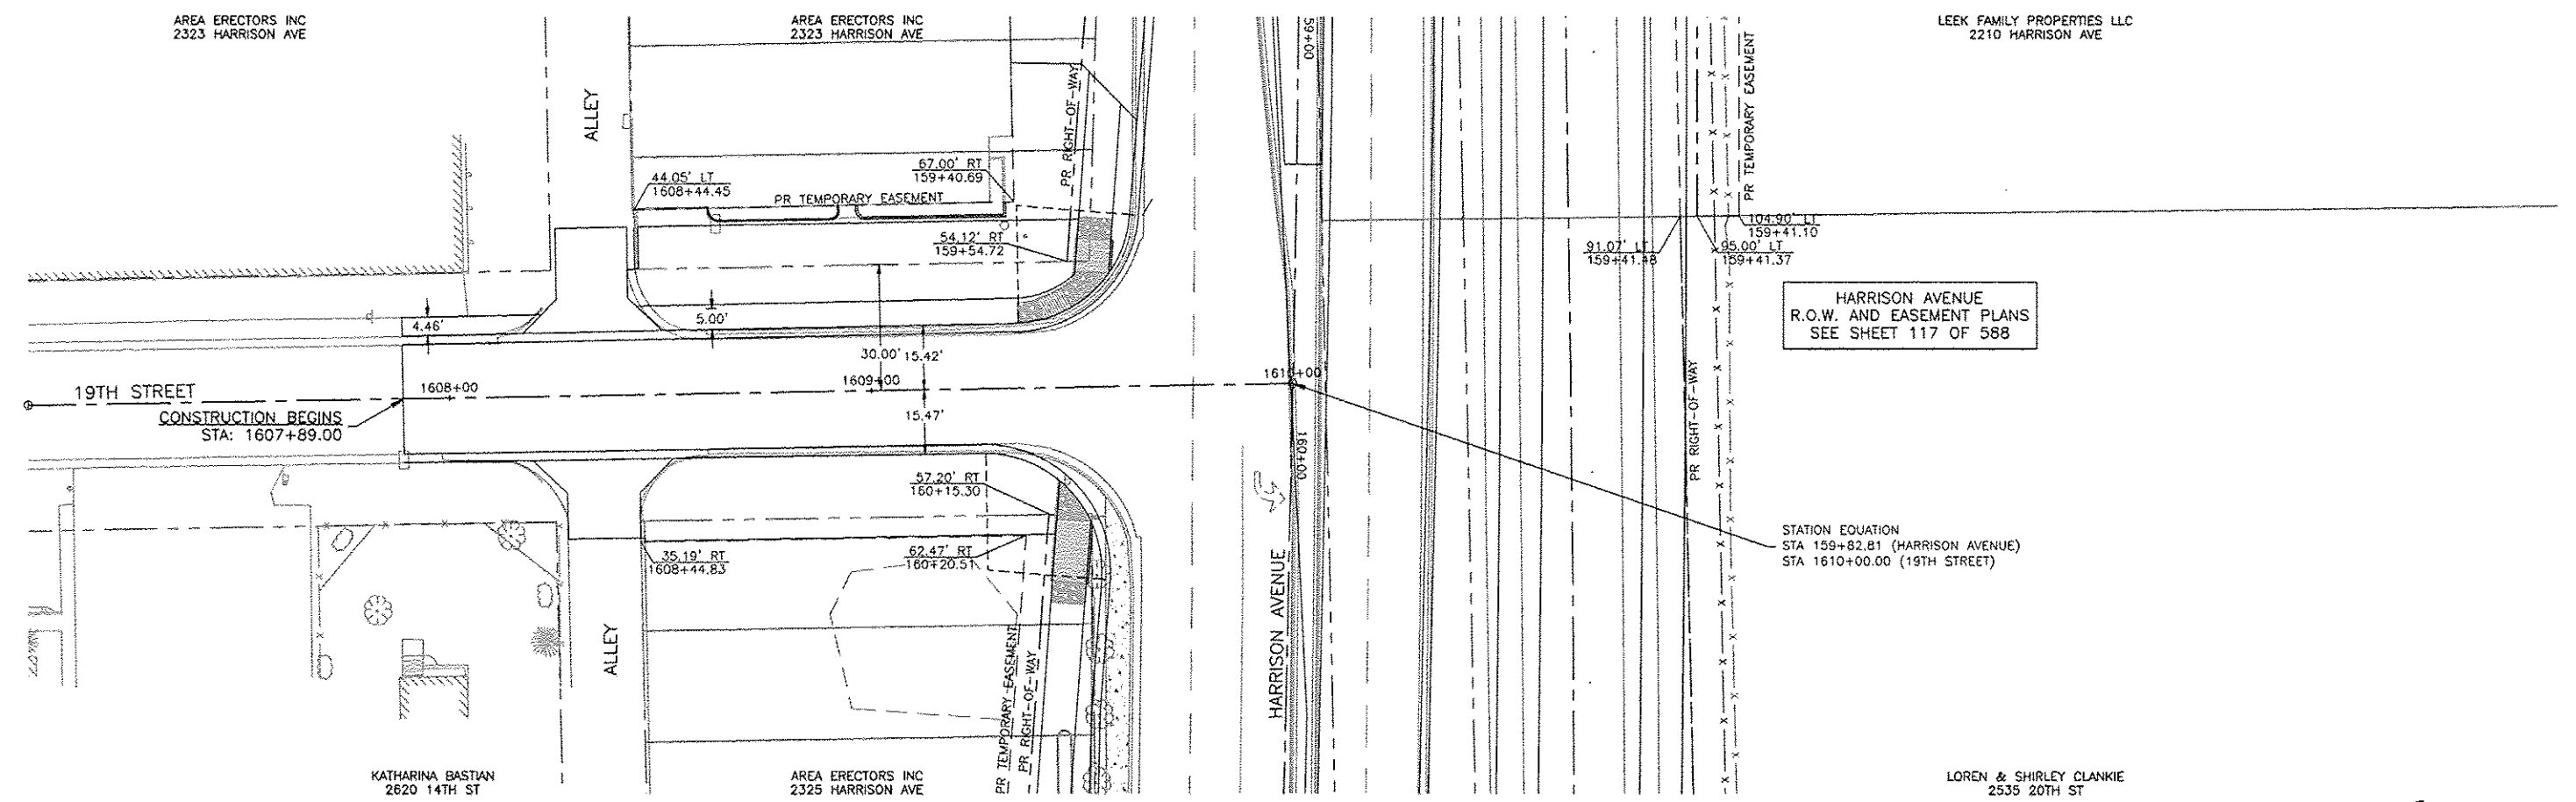 AREA ERECTORS INC
2323 HARRISON AVE
AREA ERECTORS INC
2323 HARRISON AVE
LEEK FAMILY PROPERTIES LLC
2210 HARRISON AVE
59+00
ALLEY
PR RIGHT-OF-WAY
PR TEMPORARY EASEMENT
44.05' LT
1608+44.45
PR TEMPORARY EASEMENT
67.00' RT
159+40.69
54.12' RT
159+54.72
104.90' LT
159+41.10
91.07' LT
159+41.48
95.00' LT
159+41.37
HARRISON AVENUE
R.O.W. AND EASEMENT PLANS
SEE SHEET 117 OF 588
4.46'
5.00'
30.00'
15.42'
19TH STREET
1608+00
1609+00
1610+00
CONSTRUCTION BEGINS
STA: 1607+89.00
15.47'
160+00
PR RIGHT-OF-WAY
57.20' RT
160+15.30
35.19' RT
1608+44.83
62.47' RT
160+20.51
STATION EQUATION
STA 159+82.81 (HARRISON AVENUE)
STA 1610+00.00 (19TH STREET)
HARRISON AVENUE
ALLEY
PR TEMPORARY EASEMENT
PR RIGHT-OF-WAY
KATHARINA BASTIAN
2620 14TH ST
AREA ERECTORS INC
2325 HARRISON AVE
LOREN & SHIRLEY CLANKIE
2535 20TH ST